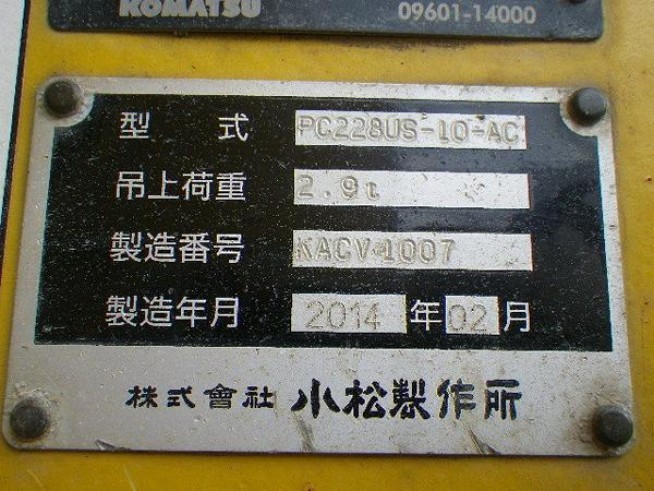 KOMATSU 09601-14000
型 式 PC228US-10-AC
吊上荷重 2.9t
製造番号 KACV-1007
製造年月 2014 年 02 月
株式會社 小松製作所